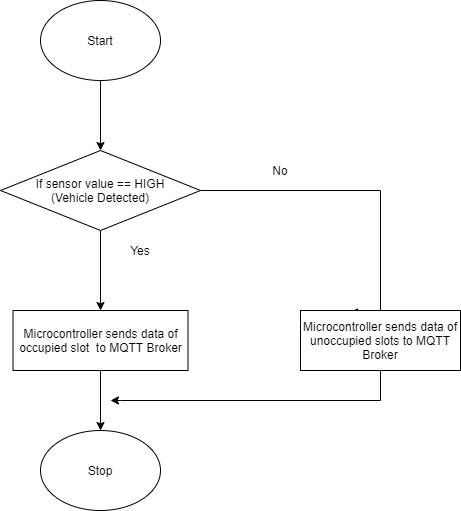 Start
If sensor value == HIGH
(Vehicle Detected)
No
Yes
Microcontroller sends data of
occupied slot to MQTT Broker
Microcontroller sends data of
unoccupied slots to MQTT
Broker
Stop